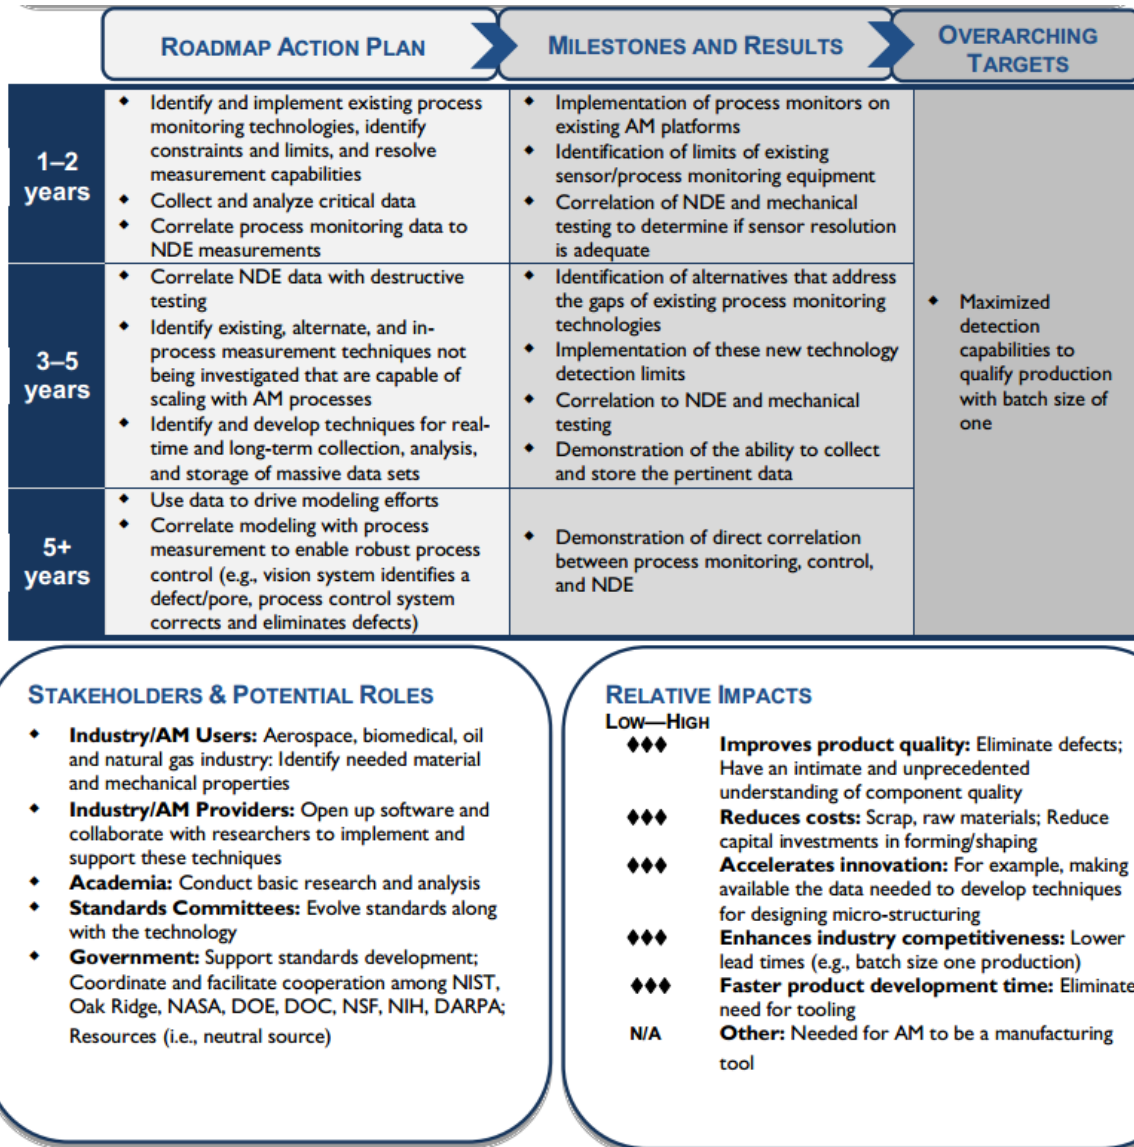 ROADMAP ACTION PLAN
MILESTONES AND RESULTS
OVERARCHING
TARGETS
1–2
years
◆ Identify and implement existing process
monitoring technologies, identify
constraints and limits, and resolve
measurement capabilities
◆ Collect and analyze critical data
◆ Correlate process monitoring data to
NDE measurements
◆ Implementation of process monitors on
existing AM platforms
◆ Identification of limits of existing
sensor/process monitoring equipment
◆ Correlation of NDE and mechanical
testing to determine if sensor resolution
is adequate
3–5
years
◆ Correlate NDE data with destructive
testing
◆ Identify existing, alternate, and in-
process measurement techniques not
being investigated that are capable of
scaling with AM processes
◆ Identify and develop techniques for real-
time and long-term collection, analysis,
and storage of massive data sets
◆ Identification of alternatives that address
the gaps of existing process monitoring
technologies
◆ Implementation of these new technology
detection limits
◆ Correlation to NDE and mechanical
testing
◆ Demonstration of the ability to collect
and store the pertinent data
5+
years
◆ Use data to drive modeling efforts
◆ Correlate modeling with process
measurement to enable robust process
control (e.g., vision system identifies a
defect/pore, process control system
corrects and eliminates defects)
◆ Demonstration of direct correlation
between process monitoring, control,
and NDE
◆ Maximized
detection
capabilities to
qualify production
with batch size of
one
STAKEHOLDERS & POTENTIAL ROLES
◆ Industry/AM Users: Aerospace, biomedical, oil
and natural gas industry: Identify needed material
and mechanical properties
◆ Industry/AM Providers: Open up software and
collaborate with researchers to implement and
support these techniques
◆ Academia: Conduct basic research and analysis
◆ Standards Committees: Evolve standards along
with the technology
◆ Government: Support standards development;
Coordinate and facilitate cooperation among NIST,
Oak Ridge, NASA, DOE, DOC, NSF, NIH, DARPA;
Resources (i.e., neutral source)
RELATIVE IMPACTS
LOW—HIGH
◆◆◆ Improves product quality: Eliminate defects;
Have an intimate and unprecedented
understanding of component quality
◆◆◆ Reduces costs: Scrap, raw materials; Reduce
capital investments in forming/shaping
◆◆◆ Accelerates innovation: For example, making
available the data needed to develop techniques
for designing micro-structuring
◆◆◆ Enhances industry competitiveness: Lower
lead times (e.g., batch size one production)
◆◆◆ Faster product development time: Eliminate
need for tooling
N/A Other: Needed for AM to be a manufacturing
tool